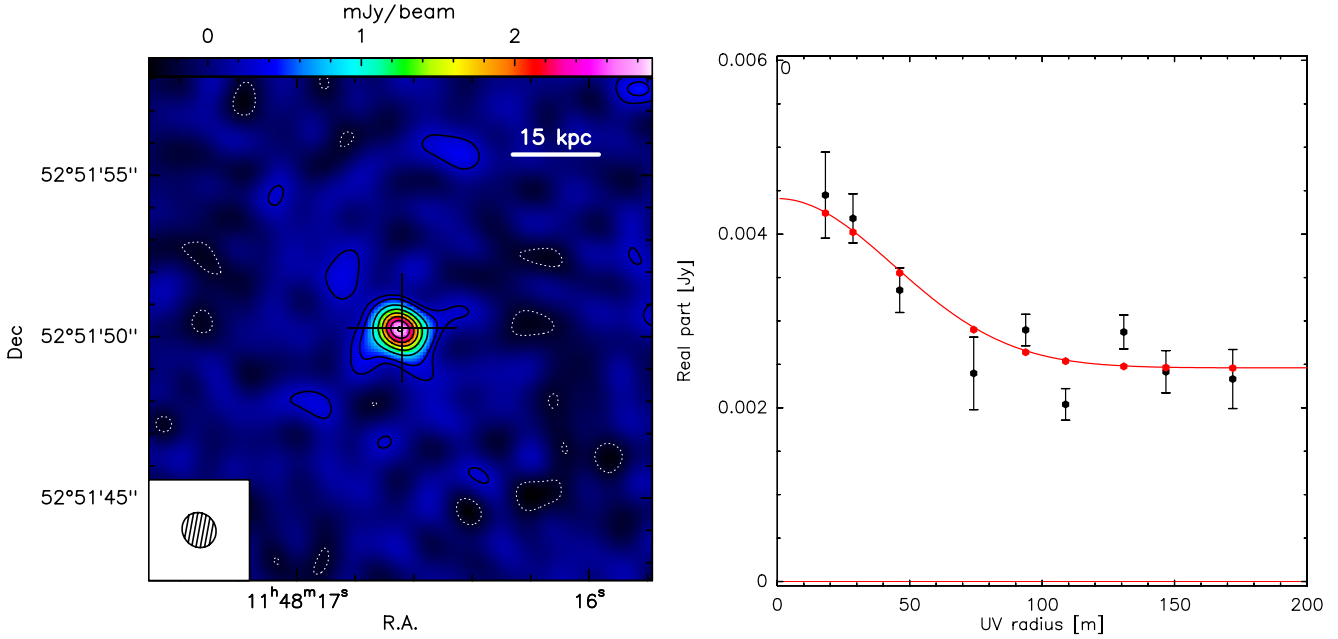 mJy/beam
0 1 2
15 kpc
52°51'55''
52°51'50''
52°51'45''
Dec
11ʰ48ᵐ17ˢ 16ˢ
R.A.
0.006
0.004
0.002
0
0
Real part [Jy]
0 50 100 150 200
UV radius [m]